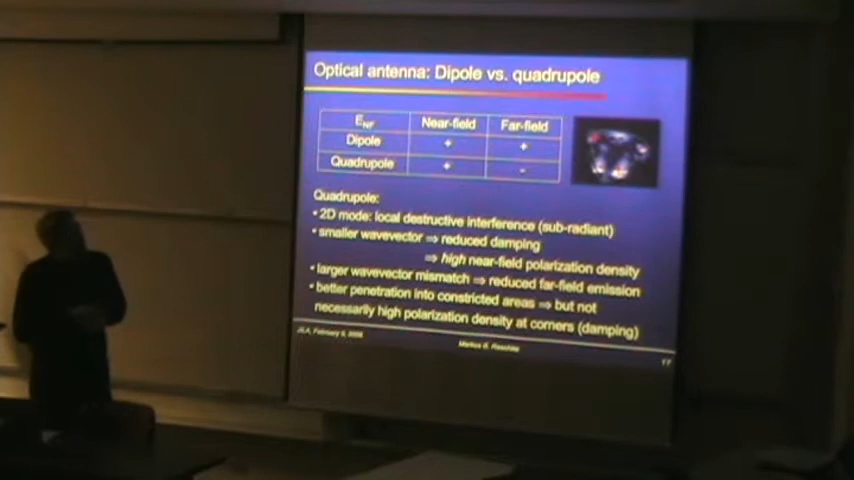 Optical antenna: Dipole vs. quadrupole
E_NF Near-field Far-field
Dipole + +
Quadrupole + -
Quadrupole:
• 2D mode: local destructive interference (sub-radiant)
• smaller wavevector ⇒ reduced damping
⇒ high near-field polarization density
• larger wavevector mismatch ⇒ reduced far-field emission
• better penetration into constricted areas ⇒ but not
necessarily high polarization density at corners (damping)
February
Markus B. Raschke
17